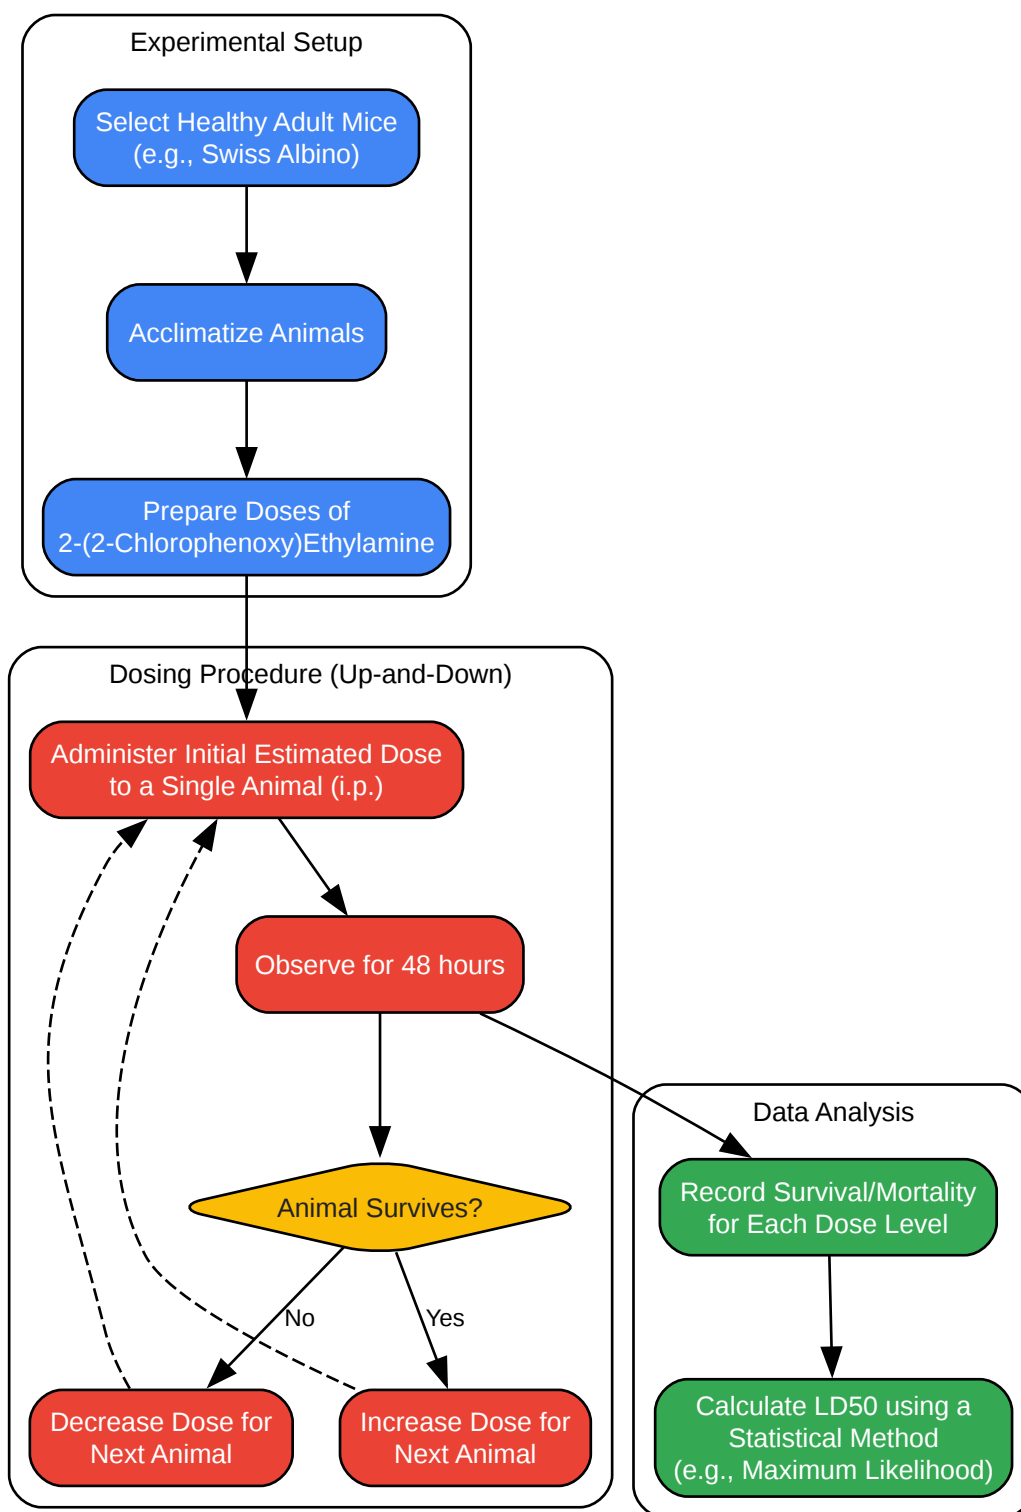 Experimental Setup
Select Healthy Adult Mice
(e.g., Swiss Albino)
Acclimatize Animals
Prepare Doses of
2-(2-Chlorophenoxy)Ethylamine
Dosing Procedure (Up-and-Down)
Administer Initial Estimated Dose
to a Single Animal (i.p.)
Observe for 48 hours
Animal Survives?
No
Yes
Decrease Dose for
Next Animal
Increase Dose for
Next Animal
Data Analysis
Record Survival/Mortality
for Each Dose Level
Calculate LD50 using a
Statistical Method
(e.g., Maximum Likelihood)